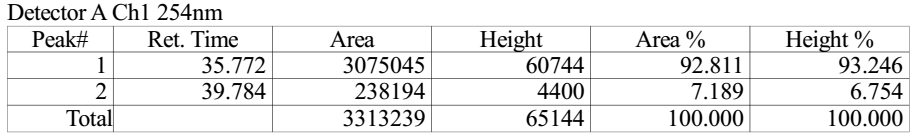 Detector A Ch1 254nm
Peak# Ret. Time Area Height Area % Height %
1 35.772 3075045 60744 92.811 93.246
2 39.784 238194 4400 7.189 6.754
Total 3313239 65144 100.000 100.000